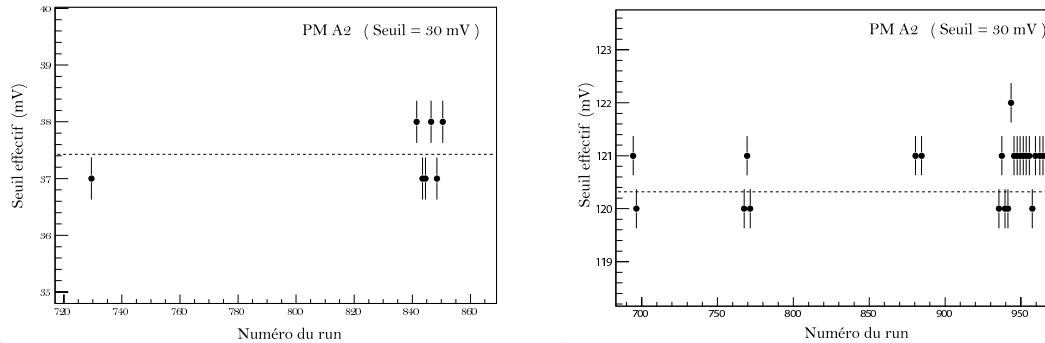 PM A2 ( Seuil = 30 mV )
Seuil effectif (mV)
40
39
38
37
36
35
720 740 760 780 800 820 840 860
Numéro du run
PM A2 ( Seuil = 30 mV )
Seuil effectif (mV)
123
122
121
120
119
700 750 800 850 900 950
Numéro du run